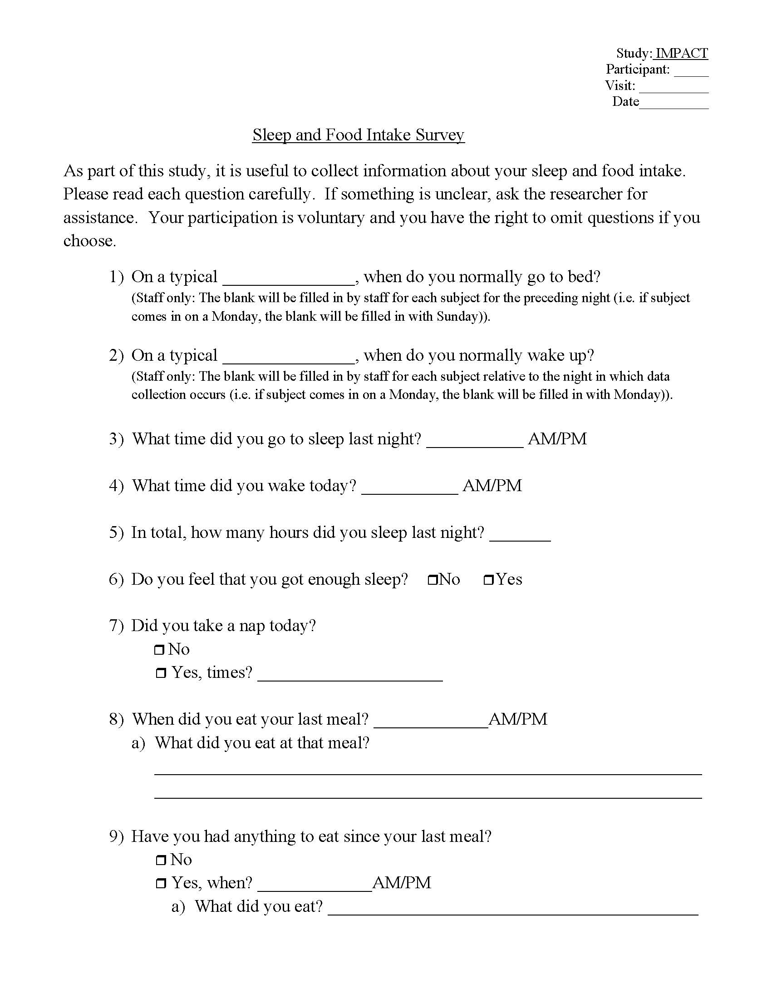 Study: IMPACT
Participant: _____
Visit: __________
Date__________
Sleep and Food Intake Survey
As part of this study, it is useful to collect information about your sleep and food intake.
Please read each question carefully.  If something is unclear, ask the researcher for
assistance.  Your participation is voluntary and you have the right to omit questions if you
choose.
1) On a typical _______________, when do you normally go to bed?
(Staff only: The blank will be filled in by staff for each subject for the preceding night (i.e. if subject
comes in on a Monday, the blank will be filled in with Sunday)).
2) On a typical _______________, when do you normally wake up?
(Staff only: The blank will be filled in by staff for each subject relative to the night in which data
collection occurs (i.e. if subject comes in on a Monday, the blank will be filled in with Monday)).
3) What time did you go to sleep last night? ___________ AM/PM
4) What time did you wake today? ___________ AM/PM
5) In total, how many hours did you sleep last night? _______
6) Do you feel that you got enough sleep? ❒No ❒Yes
7) Did you take a nap today?
❒ No
❒ Yes, times? _____________________
8) When did you eat your last meal? _____________AM/PM
a) What did you eat at that meal?
______________________________________________________________
______________________________________________________________
9) Have you had anything to eat since your last meal?
❒ No
❒ Yes, when? _____________AM/PM
a) What did you eat? __________________________________________